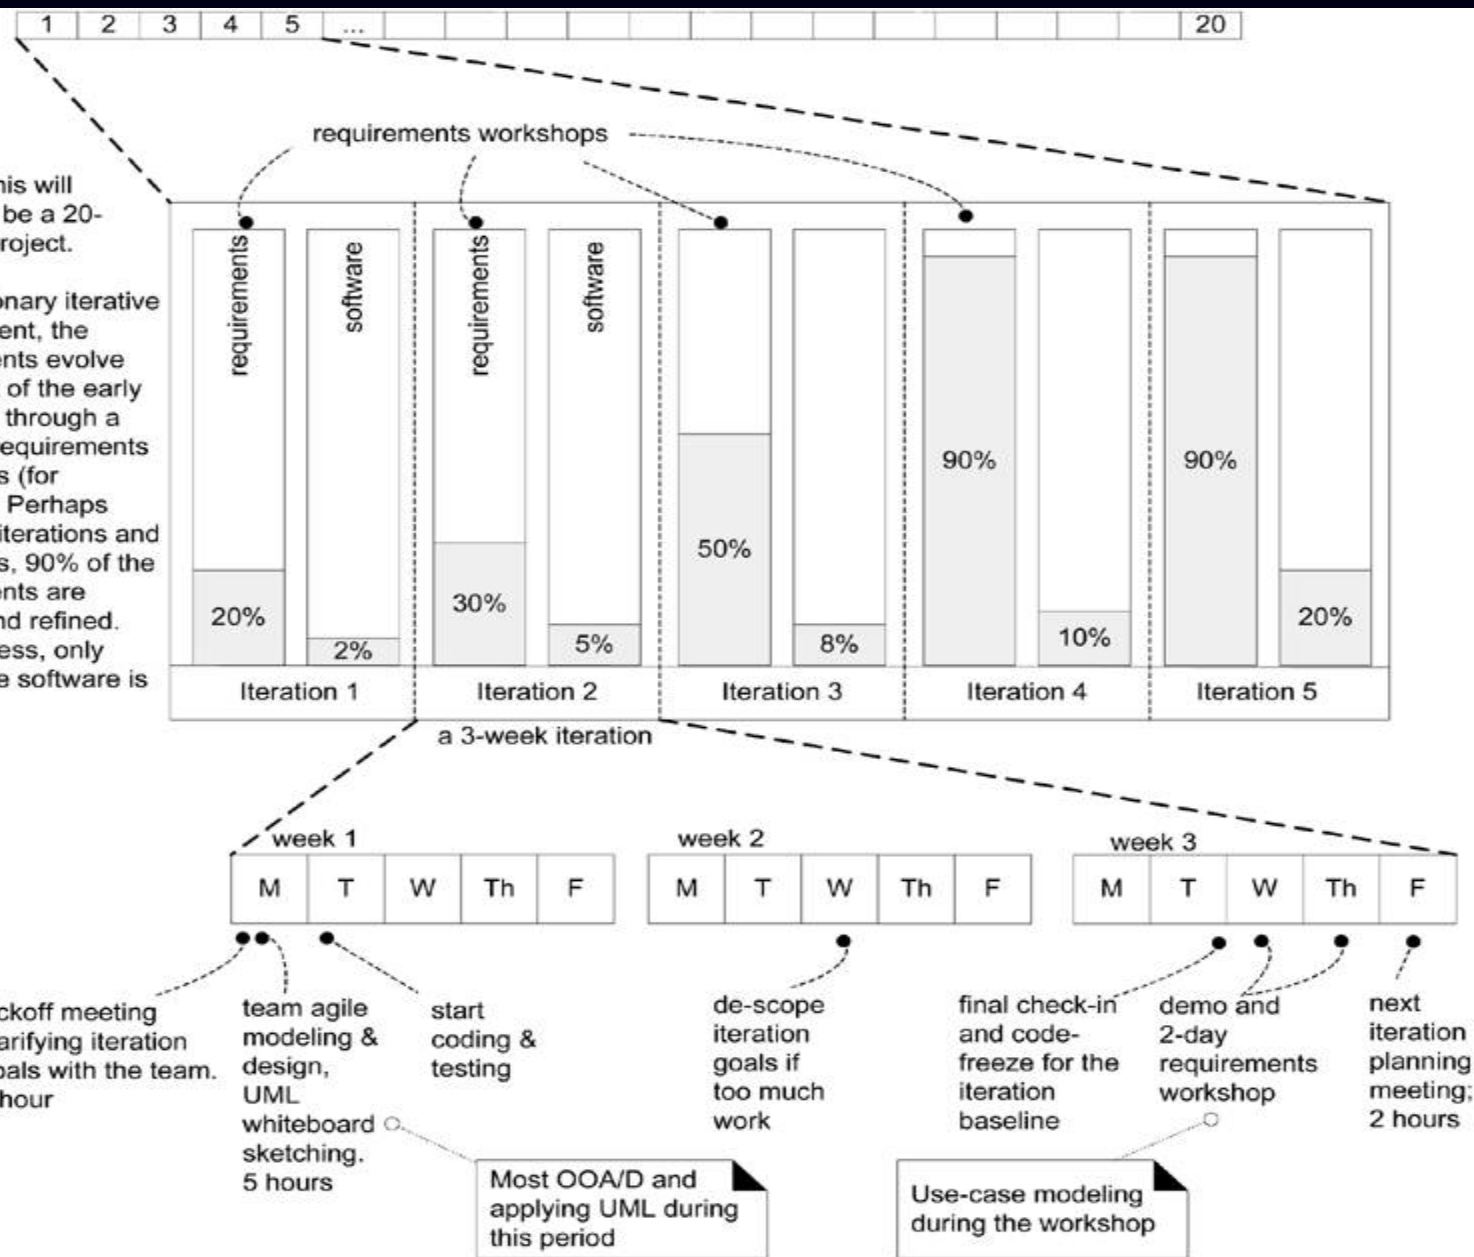 1 2 3 4 5 ... 20
requirements workshops
his will
be a 20-
roject.
onary iterative
ent, the
ents evolve
of the early
through a
equirements
s (for
Perhaps
iterations and
s, 90% of the
ents are
nd refined.
ess, only
e software is
requirements
software
requirements
software
20%
2%
30%
5%
50%
8%
90%
10%
90%
20%
Iteration 1
Iteration 2
Iteration 3
Iteration 4
Iteration 5
a 3-week iteration
week 1
M T W Th F
week 2
M T W Th F
week 3
M T W Th F
ckoff meeting
arifying iteration
oals with the team.
hour
team agile
modeling &
design,
UML
whiteboard
sketching.
5 hours
start
coding &
testing
de-scope
iteration
goals if
too much
work
final check-in
and code-
freeze for the
iteration
baseline
demo and
2-day
requirements
workshop
next
iteration
planning
meeting;
2 hours
Most OOA/D and
applying UML during
this period
Use-case modeling
during the workshop